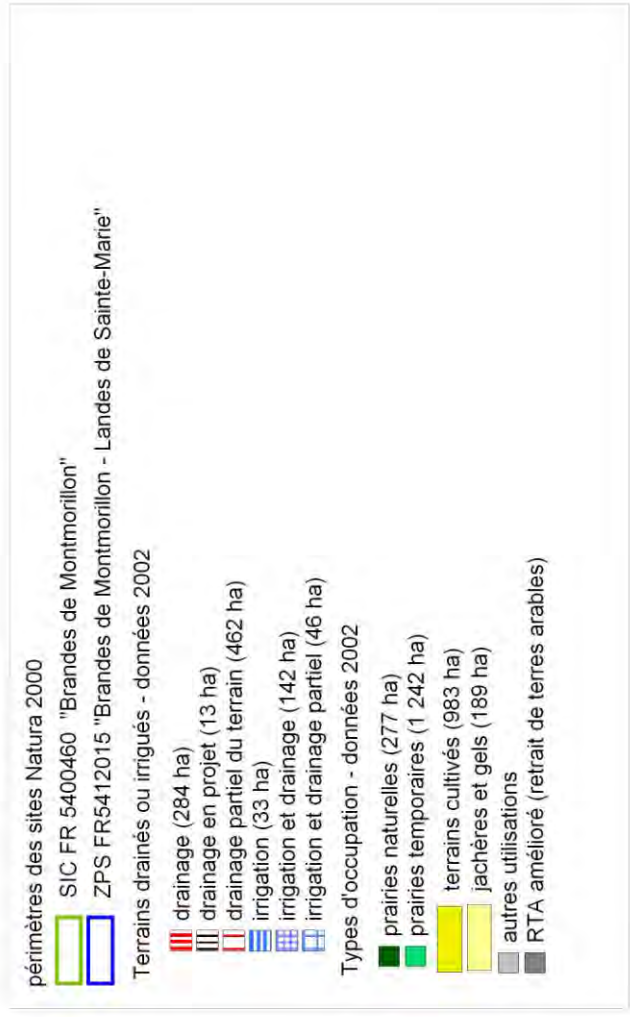 périmètres des sites Natura 2000
SIC FR 5400460 "Brandes de Montmorillon"
ZPS FR5412015 "Brandes de Montmorillon - Landes de Sainte-Marie"
Terrains drainés ou irrigués - données 2002
drainage (284 ha)
drainage en projet (13 ha)
drainage partiel du terrain (462 ha)
irrigation (33 ha)
irrigation et drainage (142 ha)
irrigation et drainage partiel (46 ha)
Types d'occupation - données 2002
prairies naturelles (277 ha)
prairies temporaires (1 242 ha)
terrains cultivés (983 ha)
jachères et gels (189 ha)
autres utilisations
RTA amélioré (retrait de terres arables)